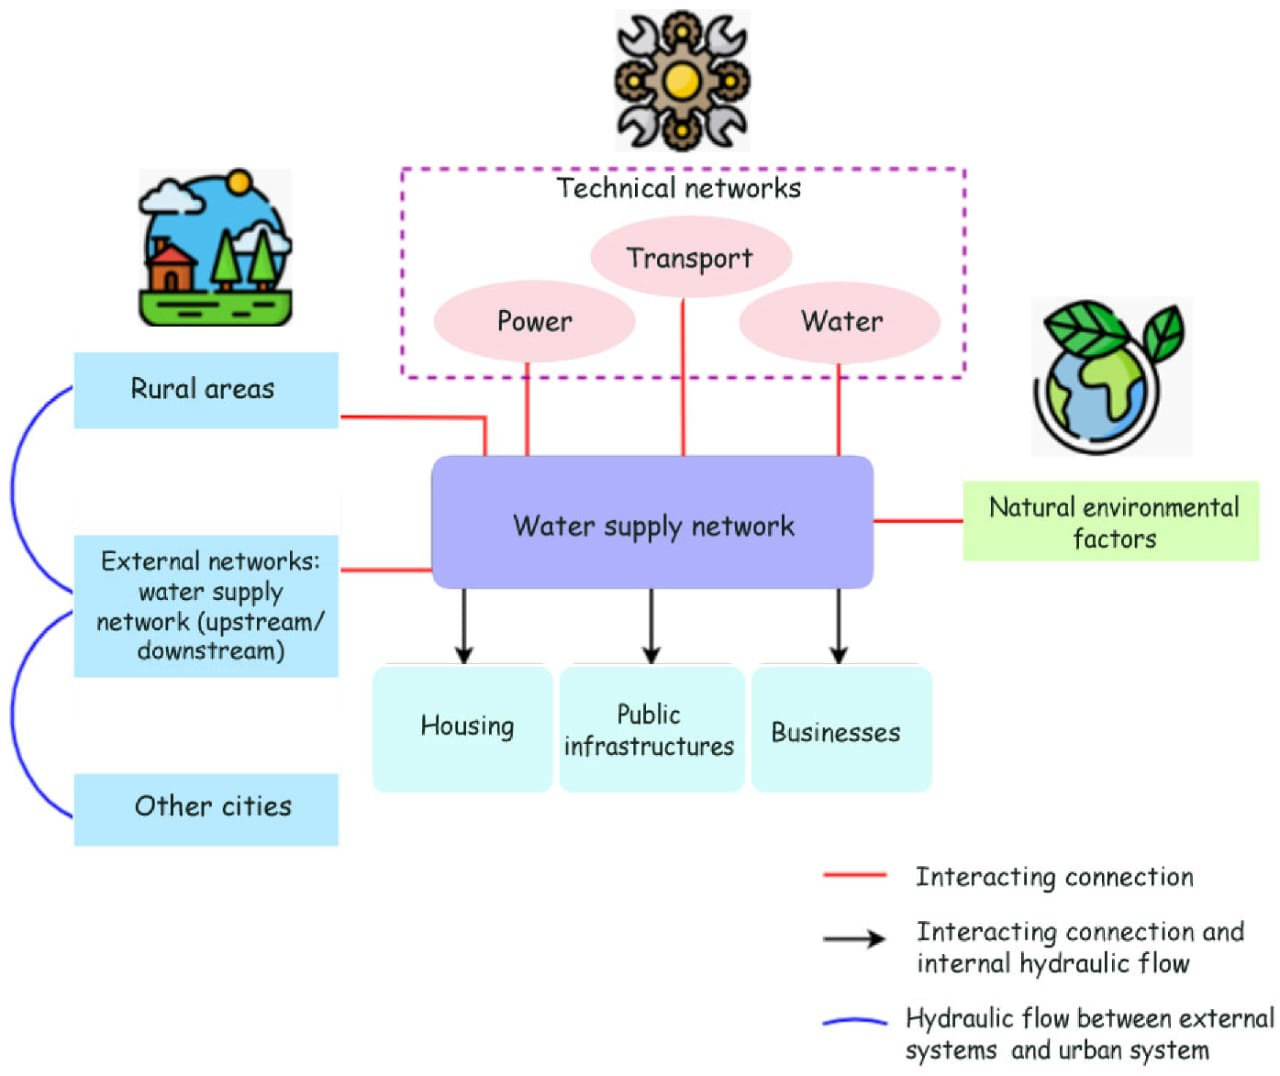 Technical networks
Transport
Power
Water
Rural areas
Water supply network
Natural environmental
factors
External networks:
water supply
network (upstream/
downstream)
Housing
Public
infrastructures
Businesses
Other cities
Interacting connection
Interacting connection and
internal hydraulic flow
Hydraulic flow between external
systems and urban system